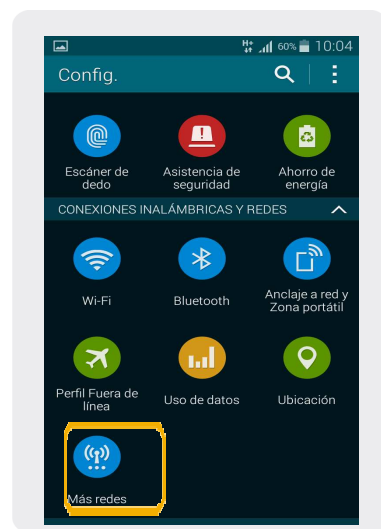 H+ 60% 10:04
Config.
Escáner de
dedo
Asistencia de
seguridad
Ahorro de
energía
CONEXIONES INALÁMBRICAS Y REDES
Wi-Fi
Bluetooth
Anclaje a red y
Zona portátil
Perfil Fuera de
línea
Uso de datos
Ubicación
Más redes